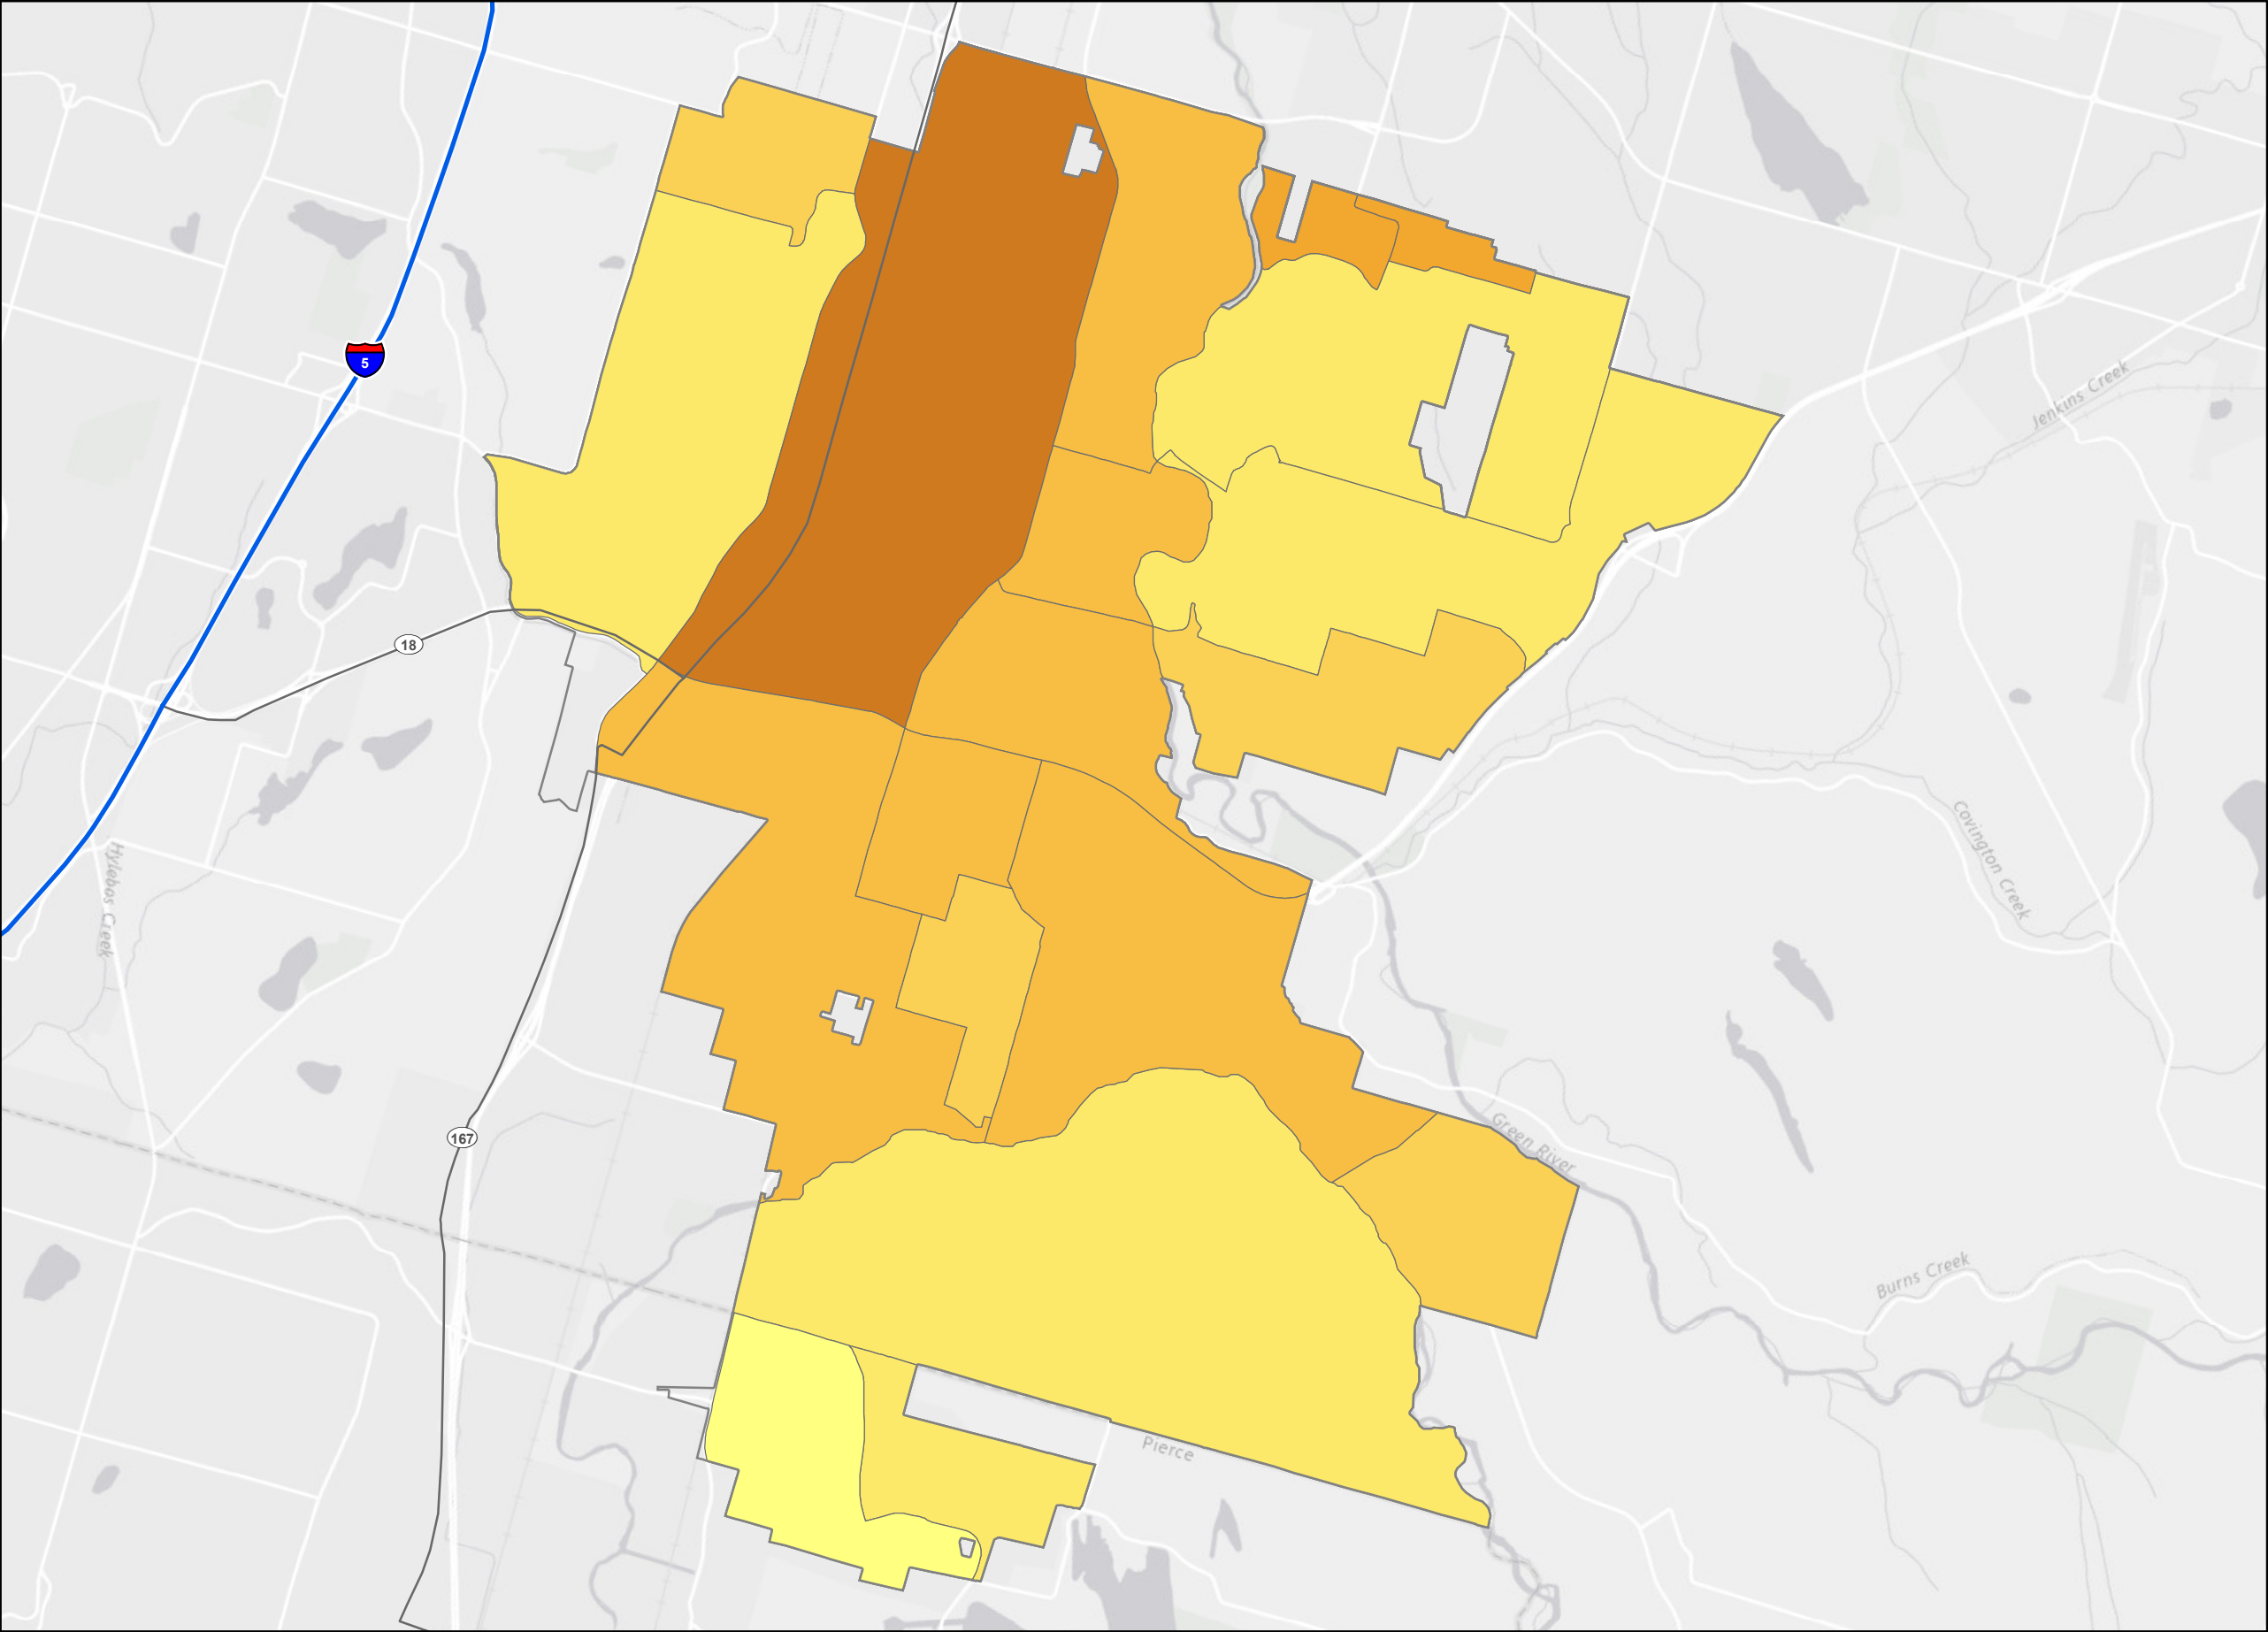 5
Jenkins Creek
18
Covington Creek
Hylebos Creek
167
Green River
Burns Creek
Pierce